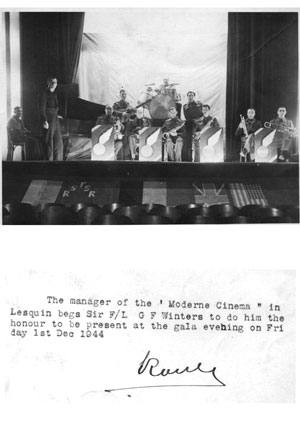 The manager of the ' Moderne Cinema " in
Lesquin begs Sir F/L G F Winters to do him the
honour to be present at the gala evehing on Fri
day 1st Dec 1944